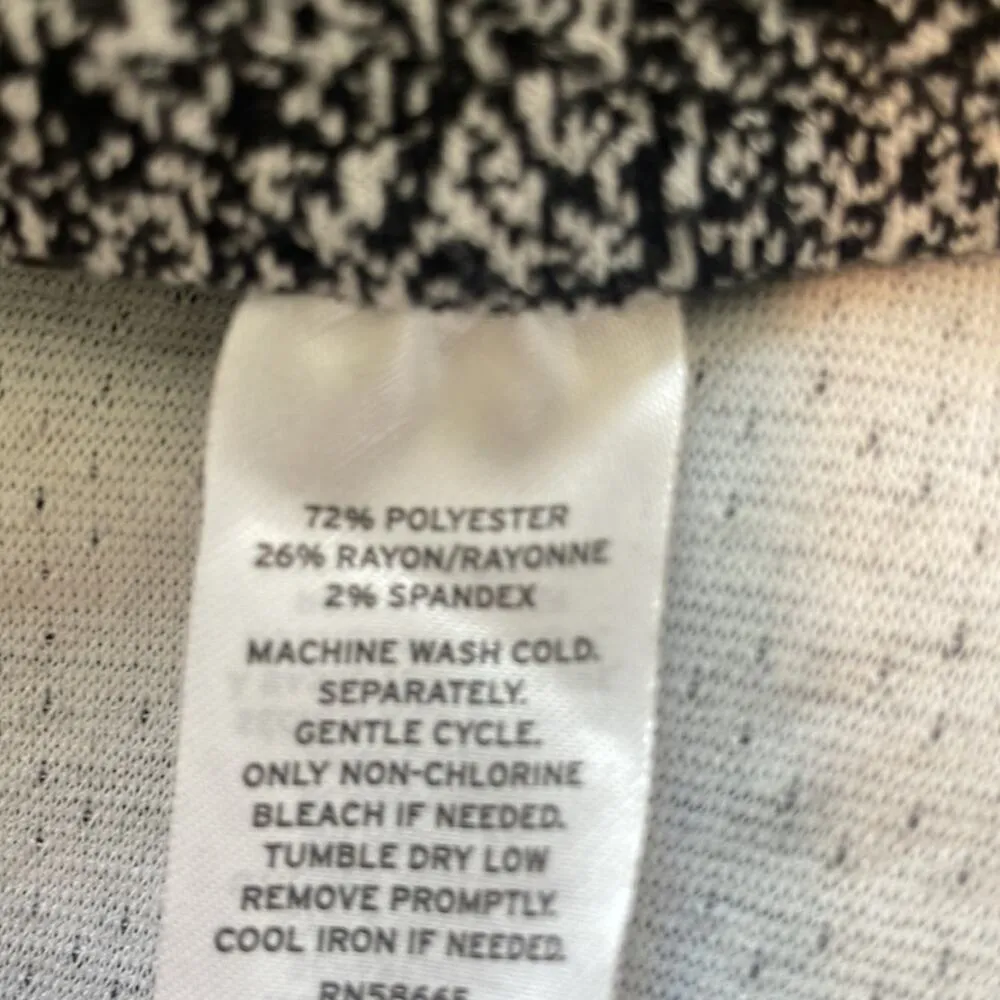 72% POLYESTER
26% RAYON/RAYONNE
2% SPANDEX
MACHINE WASH COLD.
SEPARATELY.
GENTLE CYCLE.
ONLY NON-CHLORINE
BLEACH IF NEEDED.
TUMBLE DRY LOW
REMOVE PROMPTLY.
COOL IRON IF NEEDED.
RN58665